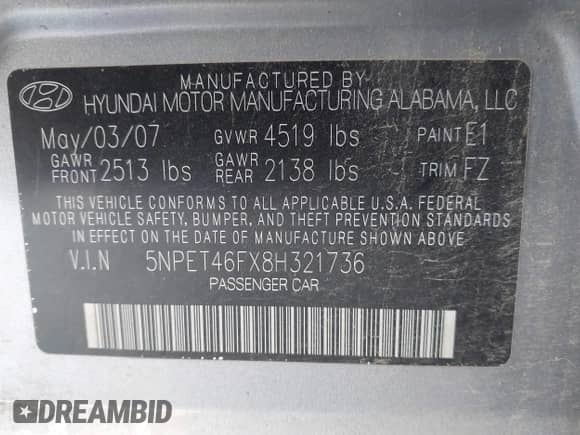 MANUFACTURED BY
HYUNDAI MOTOR MANUFACTURING ALABAMA, LLC
May/03/07 GVWR 4519 lbs PAINT E1
GAWR FRONT 2513 lbs GAWR REAR 2138 lbs TRIM FZ
THIS VEHICLE CONFORMS TO ALL APPLICABLE U.S.A. FEDERAL
MOTOR VEHICLE SAFETY, BUMPER, AND THEFT PREVENTION STANDARDS
IN EFFECT ON THE DATE OF MANUFACTURE SHOWN ABOVE.
V.I.N 5NPET46FX8H321736
PASSENGER CAR
DREAMBID